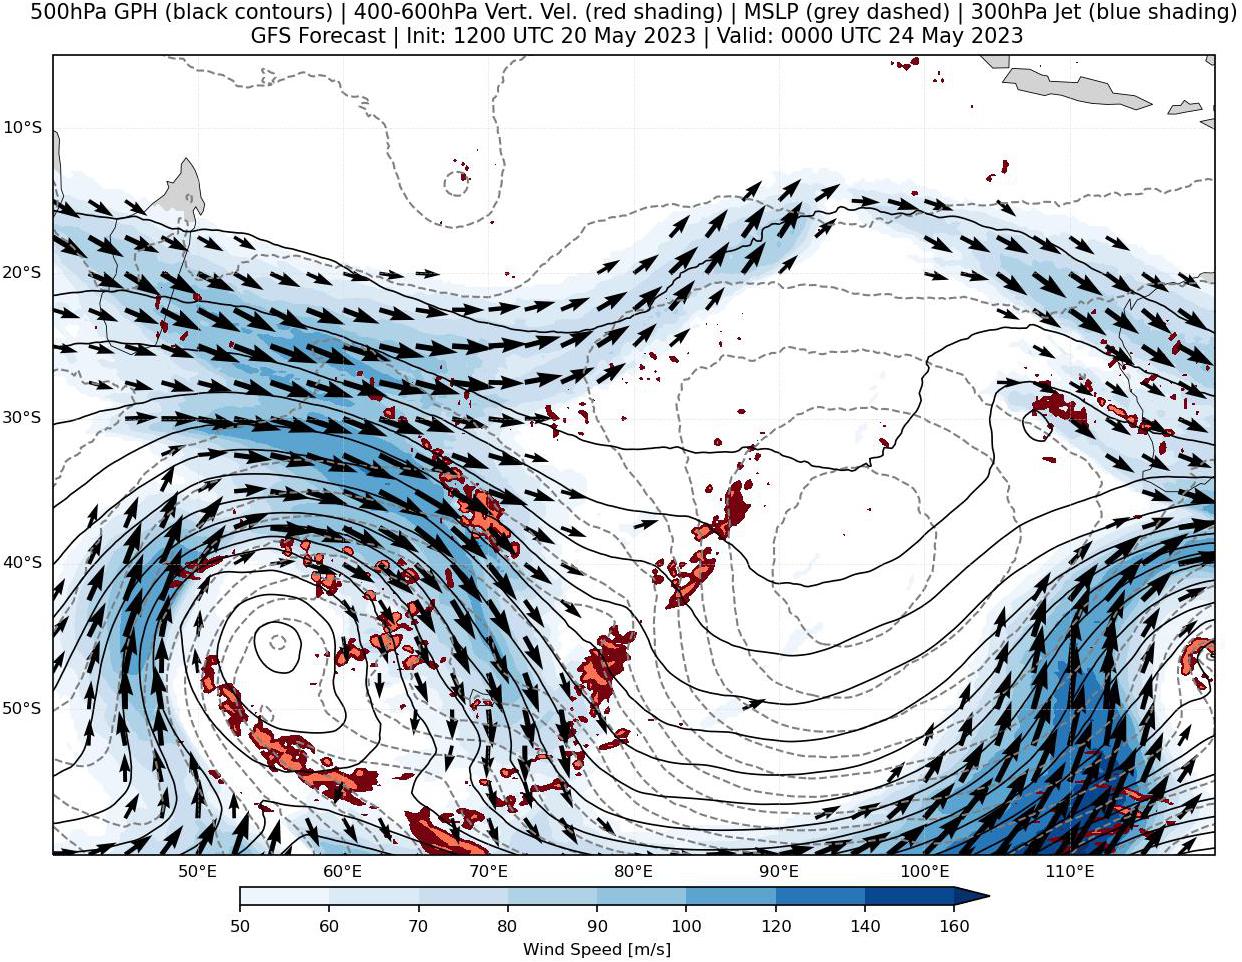 500hPa GPH (black contours) | 400-600hPa Vert. Vel. (red shading) | MSLP (grey dashed) | 300hPa Jet (blue shading)
GFS Forecast | Init: 1200 UTC 20 May 2023 | Valid: 0000 UTC 24 May 2023
10°S
20°S
30°S
40°S
50°S
50°E 60°E 70°E 80°E 90°E 100°E 110°E
50 60 70 80 90 100 120 140 160
Wind Speed [m/s]